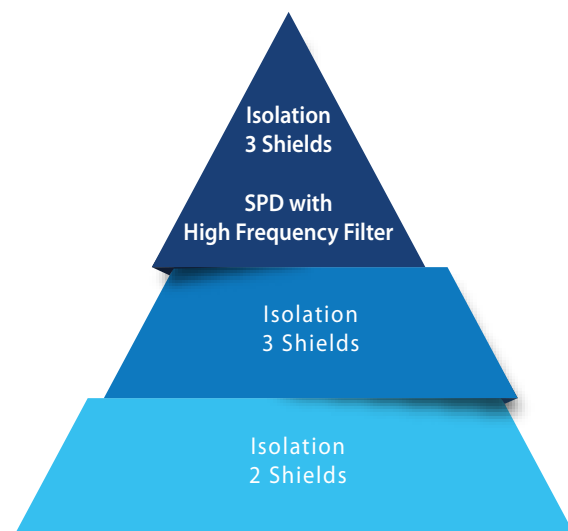 Isolation
3 Shields
SPD with
High Frequency Filter
Isolation
3 Shields
Isolation
2 Shields